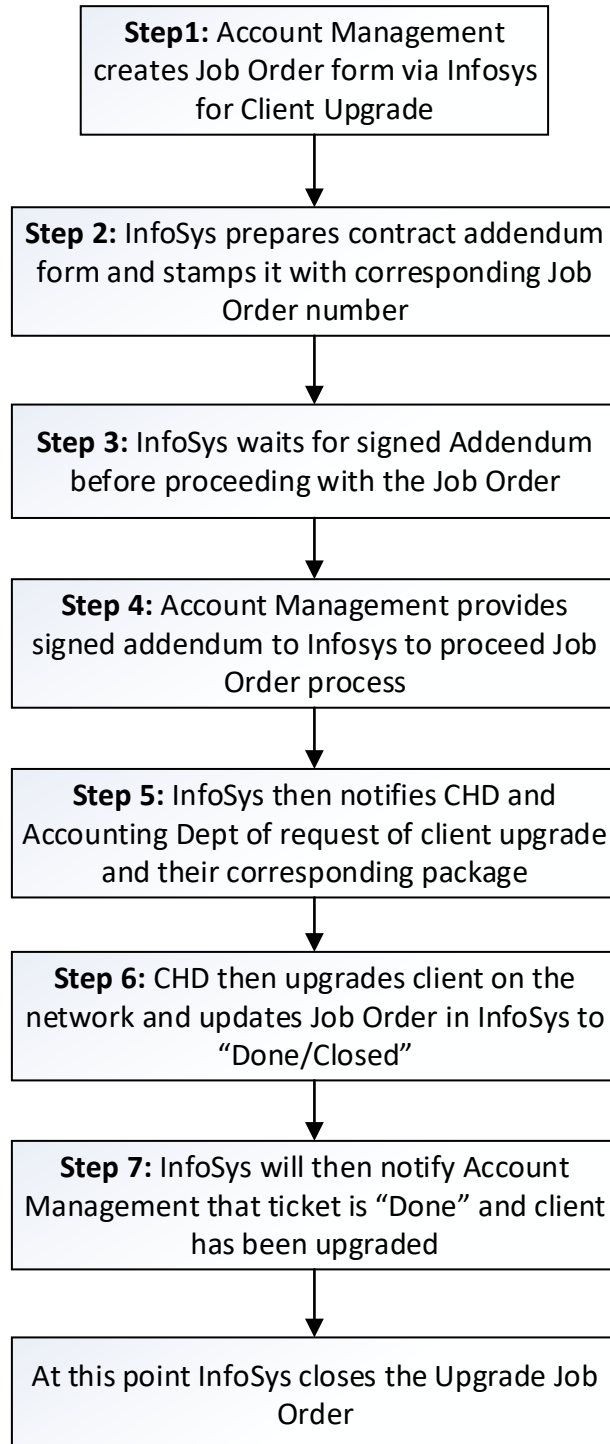 Step1: Account Management
creates Job Order form via Infosys
for Client Upgrade
Step 2: InfoSys prepares contract addendum
form and stamps it with corresponding Job
Order number
Step 3: InfoSys waits for signed Addendum
before proceeding with the Job Order
Step 4: Account Management provides
signed addendum to Infosys to proceed Job
Order process
Step 5: InfoSys then notifies CHD and
Accounting Dept of request of client upgrade
and their corresponding package
Step 6: CHD then upgrades client on the
network and updates Job Order in InfoSys to
“Done/Closed”
Step 7: InfoSys will then notify Account
Management that ticket is “Done” and client
has been upgraded
At this point InfoSys closes the Upgrade Job
Order